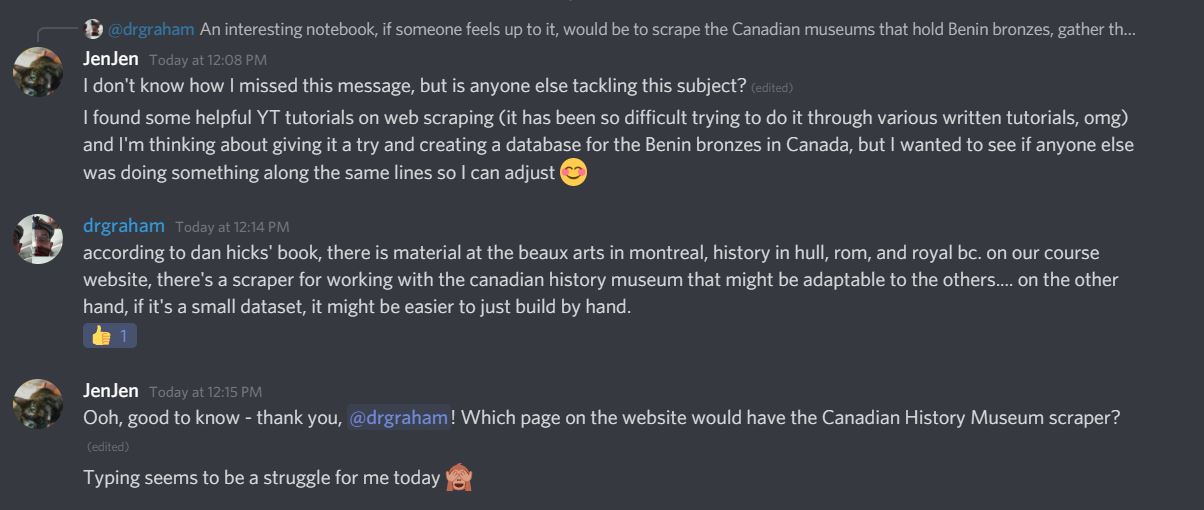 @drgraham An interesting notebook, if someone feels up to it, would be to scrape the Canadian museums that hold Benin bronzes, gather th...
JenJen Today at 12:08 PM
I don't know how I missed this message, but is anyone else tackling this subject? (edited)
I found some helpful YT tutorials on web scraping (it has been so difficult trying to do it through various written tutorials, omg)
and I'm thinking about giving it a try and creating a database for the Benin bronzes in Canada, but I wanted to see if anyone else
was doing something along the same lines so I can adjust 😊
drgraham Today at 12:14 PM
according to dan hicks' book, there is material at the beaux arts in montreal, history in hull, rom, and royal bc. on our course
website, there's a scraper for working with the canadian history museum that might be adaptable to the others.... on the other
hand, if it's a small dataset, it might be easier to just build by hand.
👍 1
JenJen Today at 12:15 PM
Ooh, good to know - thank you, @drgraham! Which page on the website would have the Canadian History Museum scraper?
(edited)
Typing seems to be a struggle for me today 🙈